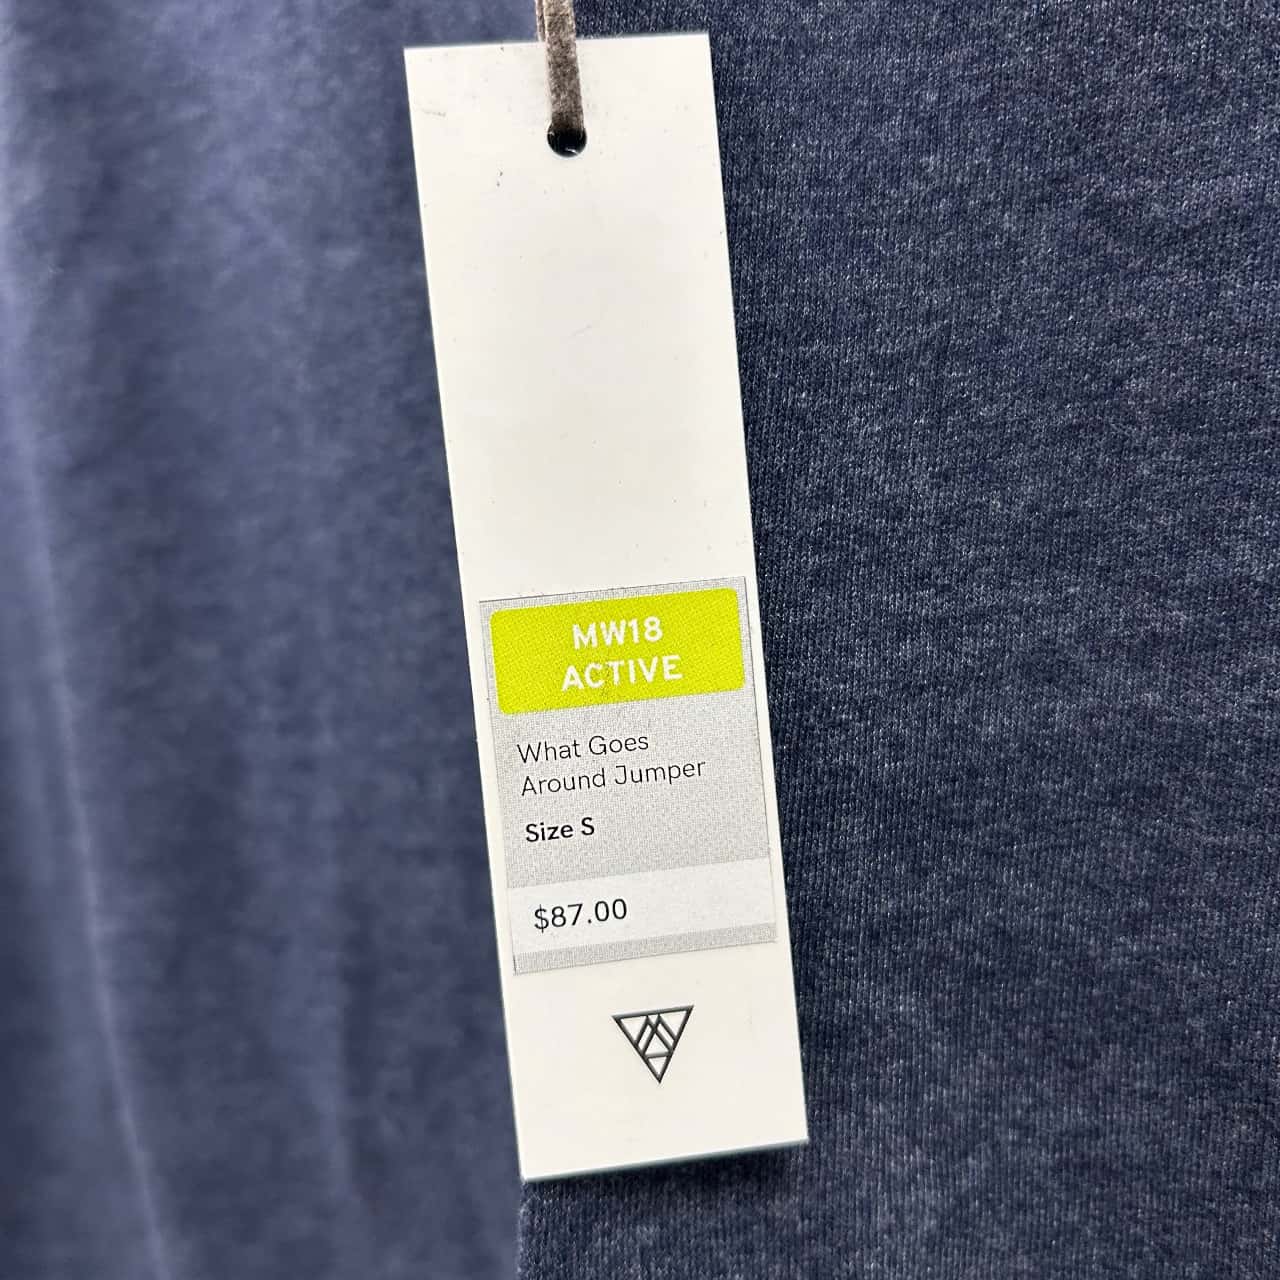 MW18
ACTIVE
What Goes
Around Jumper
Size S
$87.00